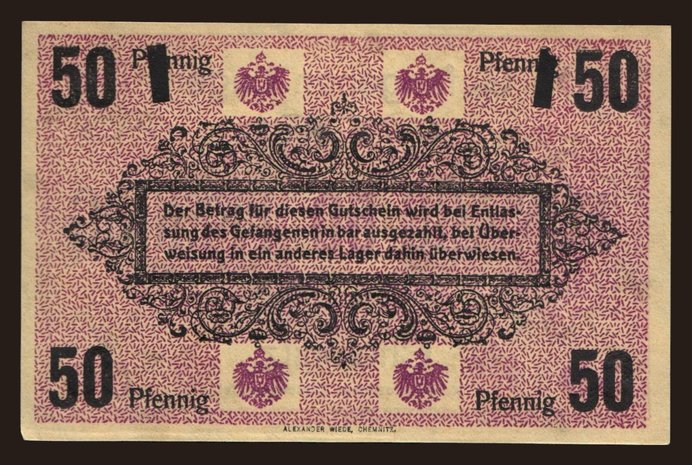 50 Pfennig Pfennig 50
Der Betrag für diesen Gutschein wird bei Entlas-
sung des Gefangenen in bar ausgezahlt, bei Über-
weisung in ein anderes Lager dahin überwiesen.
50 Pfennig Pfennig 50
ALEXANDER WIEDE, CHEMNITZ.